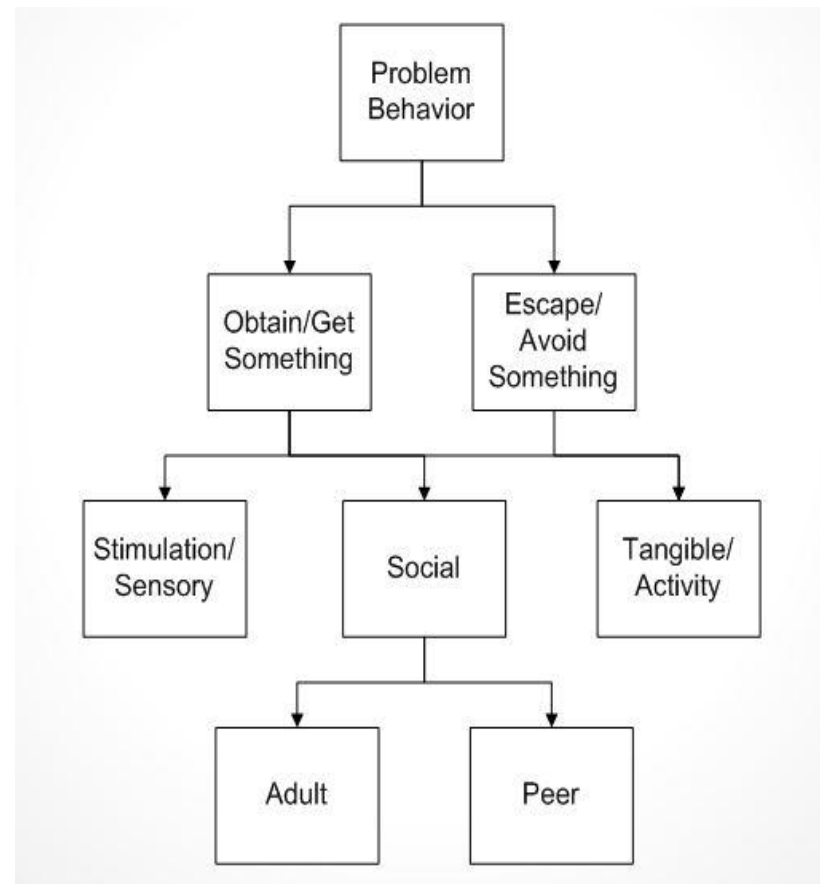 Problem
Behavior
Obtain/Get
Something
Escape/
Avoid
Something
Stimulation/
Sensory
Social
Tangible/
Activity
Adult
Peer